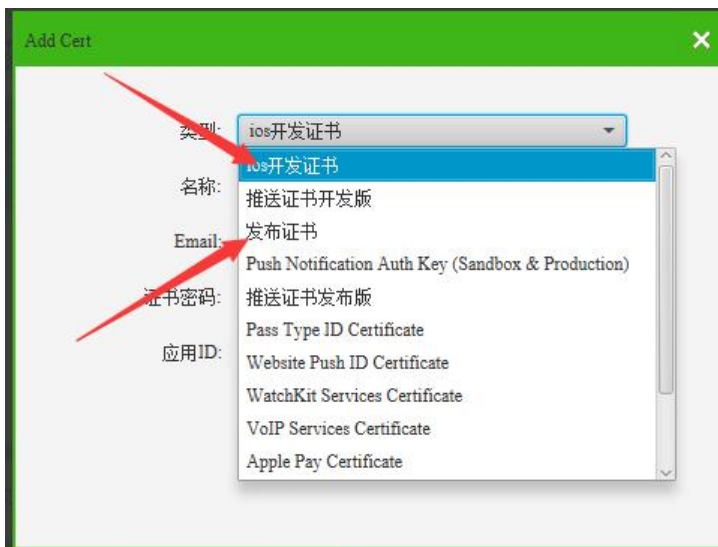 Add Cert
类型: ios开发证书
ios开发证书
名称:
推送证书开发版
Email: 发布证书
Push Notification Auth Key (Sandbox & Production)
证书密码: 推送证书发布版
Pass Type ID Certificate
应用ID:
Website Push ID Certificate
WatchKit Services Certificate
VoIP Services Certificate
Apple Pay Certificate